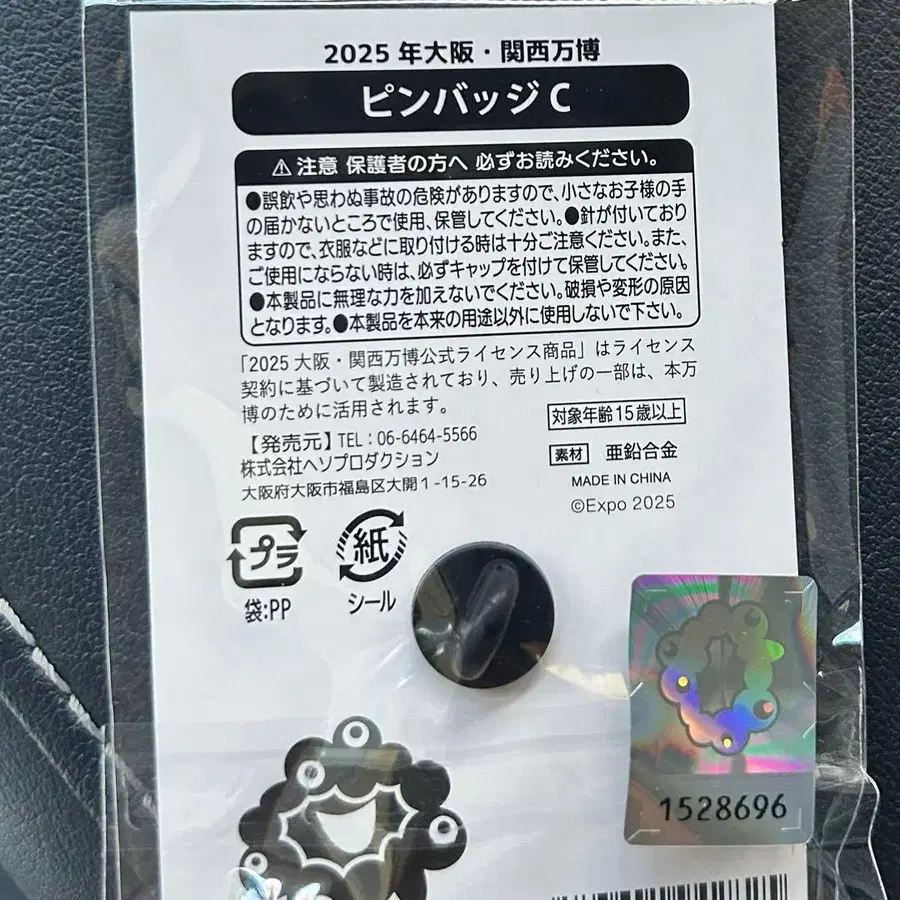 2025 年大阪・関西万博
ピンバッジ C
⚠注意 保護者の方へ 必ずお読みください。
●誤飲や思わぬ事故の危険がありますので、小さなお子様の手
の届かないところで使用、保管してください。●針が付いており
ますので、衣服などに取り付ける時は十分ご注意ください。また、
ご使用にならない時は、必ずキャップを付けて保管してください。
●本製品に無理な力を加えないでください。破損や変形の原因
となります。●本製品を本来の用途以外に使用しないで下さい。
「2025 大阪・関西万博公式ライセンス商品」はライセンス
契約に基づいて製造されており、売り上げの一部は、本万
博のために活用されます。
対象年齢15歳以上
【発売元】TEL：06-6464-5566
株式会社ヘソプロダクション
大阪府大阪市福島区大開1-15-26
素材 亜鉛合金
MADE IN CHINA
©Expo 2025
プラ
袋:PP
紙
シール
1528696